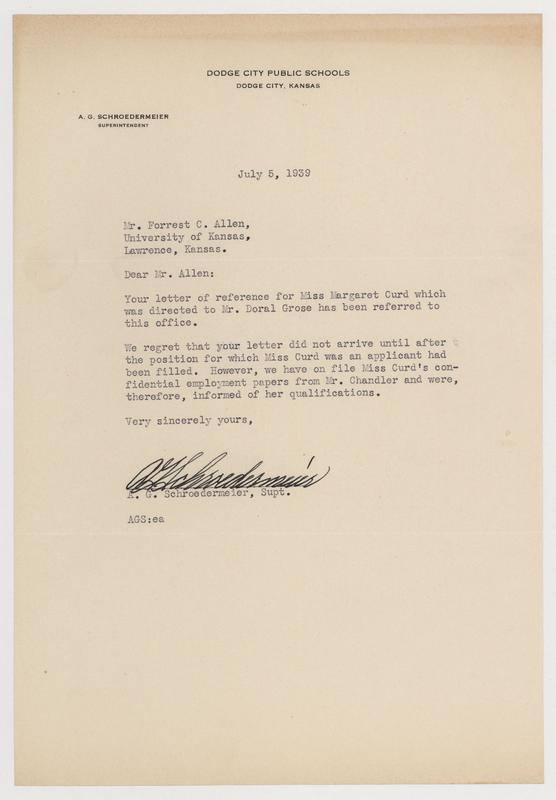 DODGE CITY PUBLIC SCHOOLS
DODGE CITY, KANSAS
A. G. SCHROEDERMEIER
SUPERINTENDENT
July 5, 1939
Mr. Forrest C. Allen,
University of Kansas,
Lawrence, Kansas.
Dear Mr. Allen:
Your letter of reference for Miss Margaret Curd which
was directed to Mr. Doral Grose has been referred to
this office.
We regret that your letter did not arrive until after
the position for which Miss Curd was an applicant had
been filled. However, we have on file Miss Curd's con-
fidential employment papers from Mr. Chandler and were,
therefore, informed of her qualifications.
Very sincerely yours,
A G Schroedermeier
A. G. Schroedermeier, Supt.
AGS:ea